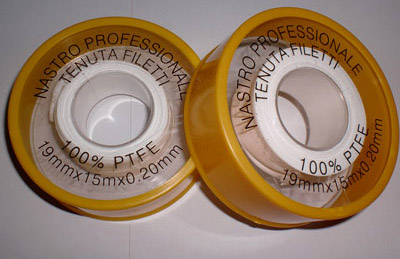 NASTRO PROFESSIONALE
TENUTA FILETTI
100% PTFE
19mmx15mx0.20mm
NASTRO PROFESSIONALE
TENUTA FILETTI
100% PTFE
19mmx15mx0.20mm